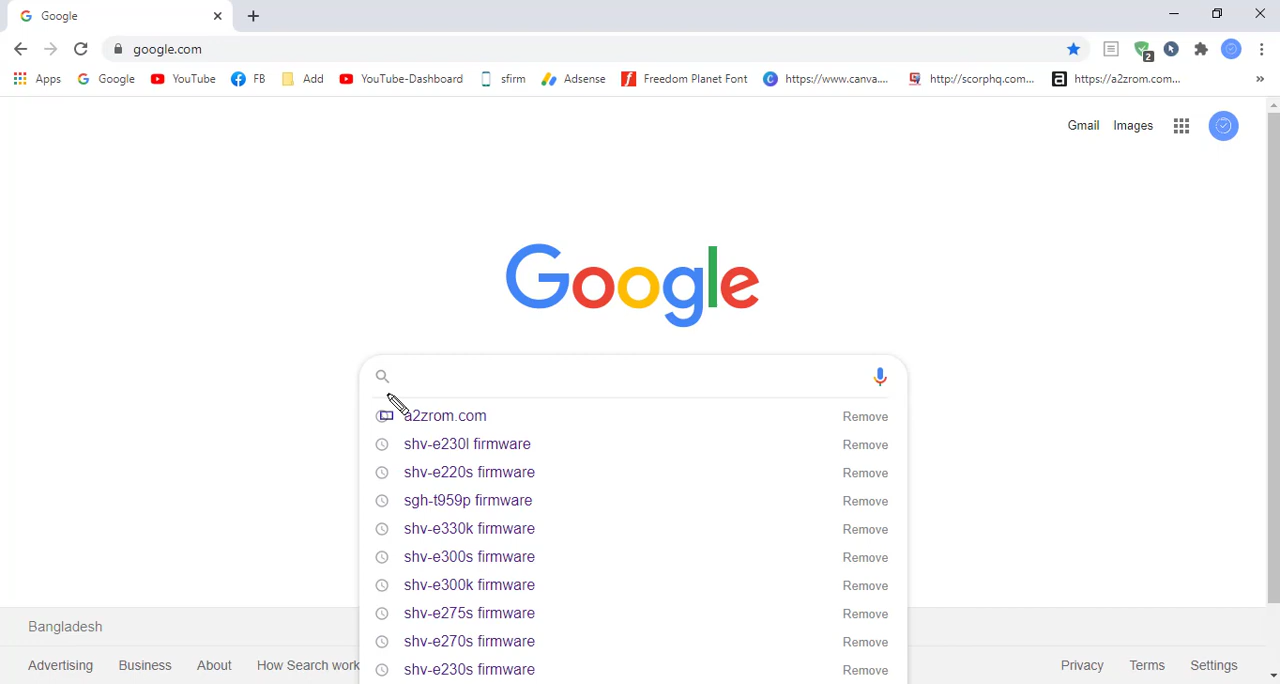 Google
google.com
2
Apps Google YouTube FB Add YouTube-Dashboard sfirm Adsense Freedom Planet Font https://www.canva.... http://scorphq.com... https://a2zrom.com... »
Gmail Images
Google
a2zrom.com Remove
shv-e230l firmware Remove
shv-e220s firmware Remove
sgh-t959p firmware Remove
shv-e330k firmware Remove
shv-e300s firmware Remove
shv-e300k firmware Remove
shv-e275s firmware Remove
shv-e270s firmware Remove
shv-e230s firmware Remove
Bangladesh
Advertising Business About How Search work Privacy Terms Settings